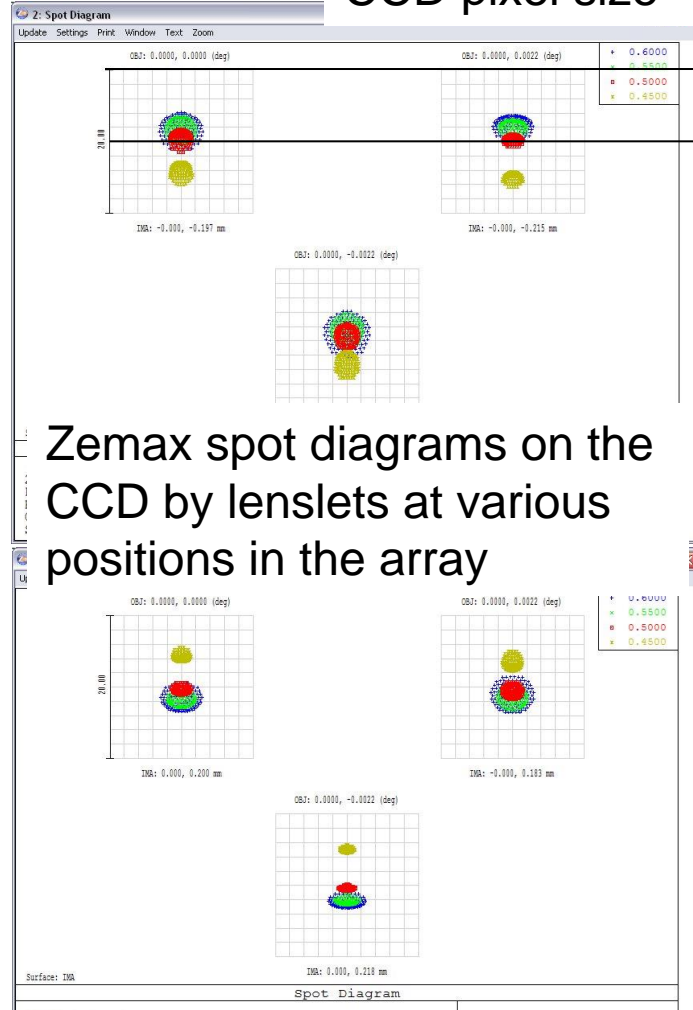 CCD pixel size
2: Spot Diagram
Update Settings Print Window Text Zoom
OBJ: 0.0000, 0.0000 (deg)
OBJ: 0.0000, 0.0022 (deg)
+ 0.6000
× 0.5500
0.5000
0.4500
20.00
IMA: -0.000, -0.197 mm
IMA: -0.000, -0.215 mm
OBJ: 0.0000, -0.0022 (deg)
Zemax spot diagrams on the
CCD by lenslets at various
positions in the array
OBJ: 0.0000, 0.0000 (deg)
OBJ: 0.0000, 0.0022 (deg)
+ 0.6000
× 0.5500
0.5000
0.4500
20.00
IMA: 0.000, 0.200 mm
IMA: -0.000, 0.183 mm
OBJ: 0.0000, -0.0022 (deg)
IMA: 0.000, 0.218 mm
Surface: IMA
Spot Diagram